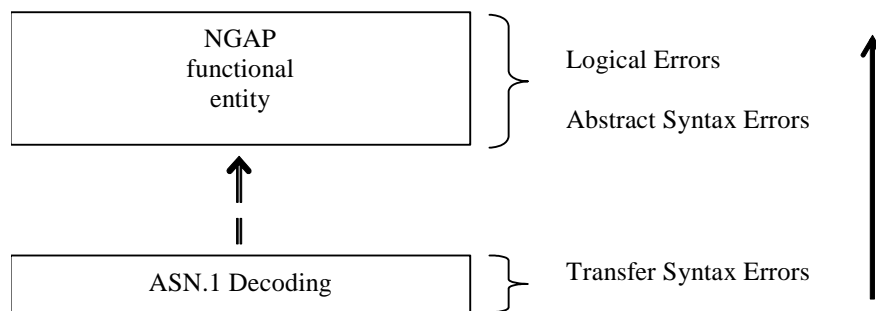 NGAP
functional
entity
Logical Errors
Abstract Syntax Errors
ASN.1 Decoding
Transfer Syntax Errors